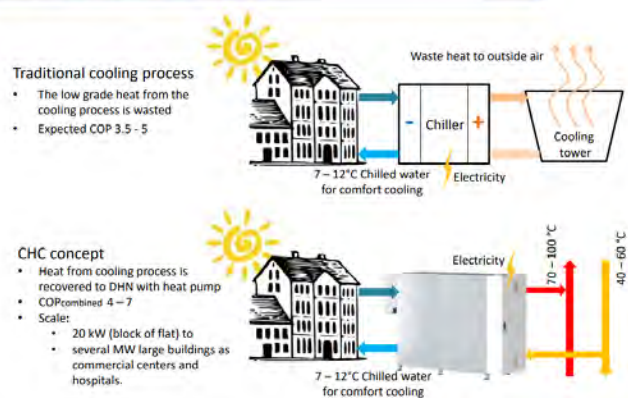 Traditional cooling process
• The low grade heat from the
cooling process is wasted
• Expected COP 3.5 - 5
Waste heat to outside air
-
Chiller
+
Cooling
tower
7 – 12°C Chilled water
for comfort cooling
Electricity
CHC concept
• Heat from cooling process is
recovered to DHN with heat pump
• COPcombined 4 – 7
• Scale:
• 20 kW (block of flat) to
• several MW large buildings as
commercial centers and
hospitals.
Electricity
70 – 100 °C
40 – 60 °C
7 – 12°C Chilled water
for comfort cooling